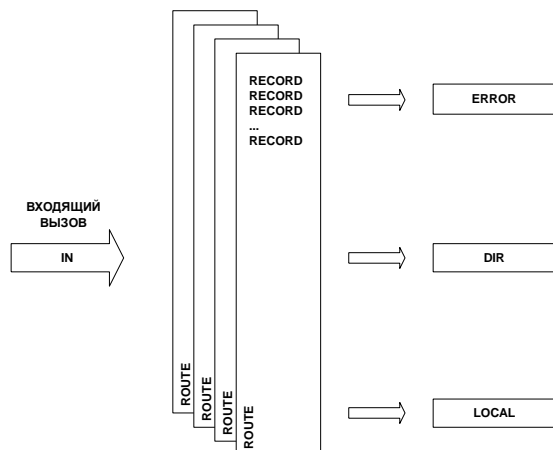 RECORD
RECORD
RECORD
...
RECORD
ERROR
ВХОДЯЩИЙ
ВЫЗОВ
IN
DIR
ROUTE
ROUTE
ROUTE
ROUTE
LOCAL